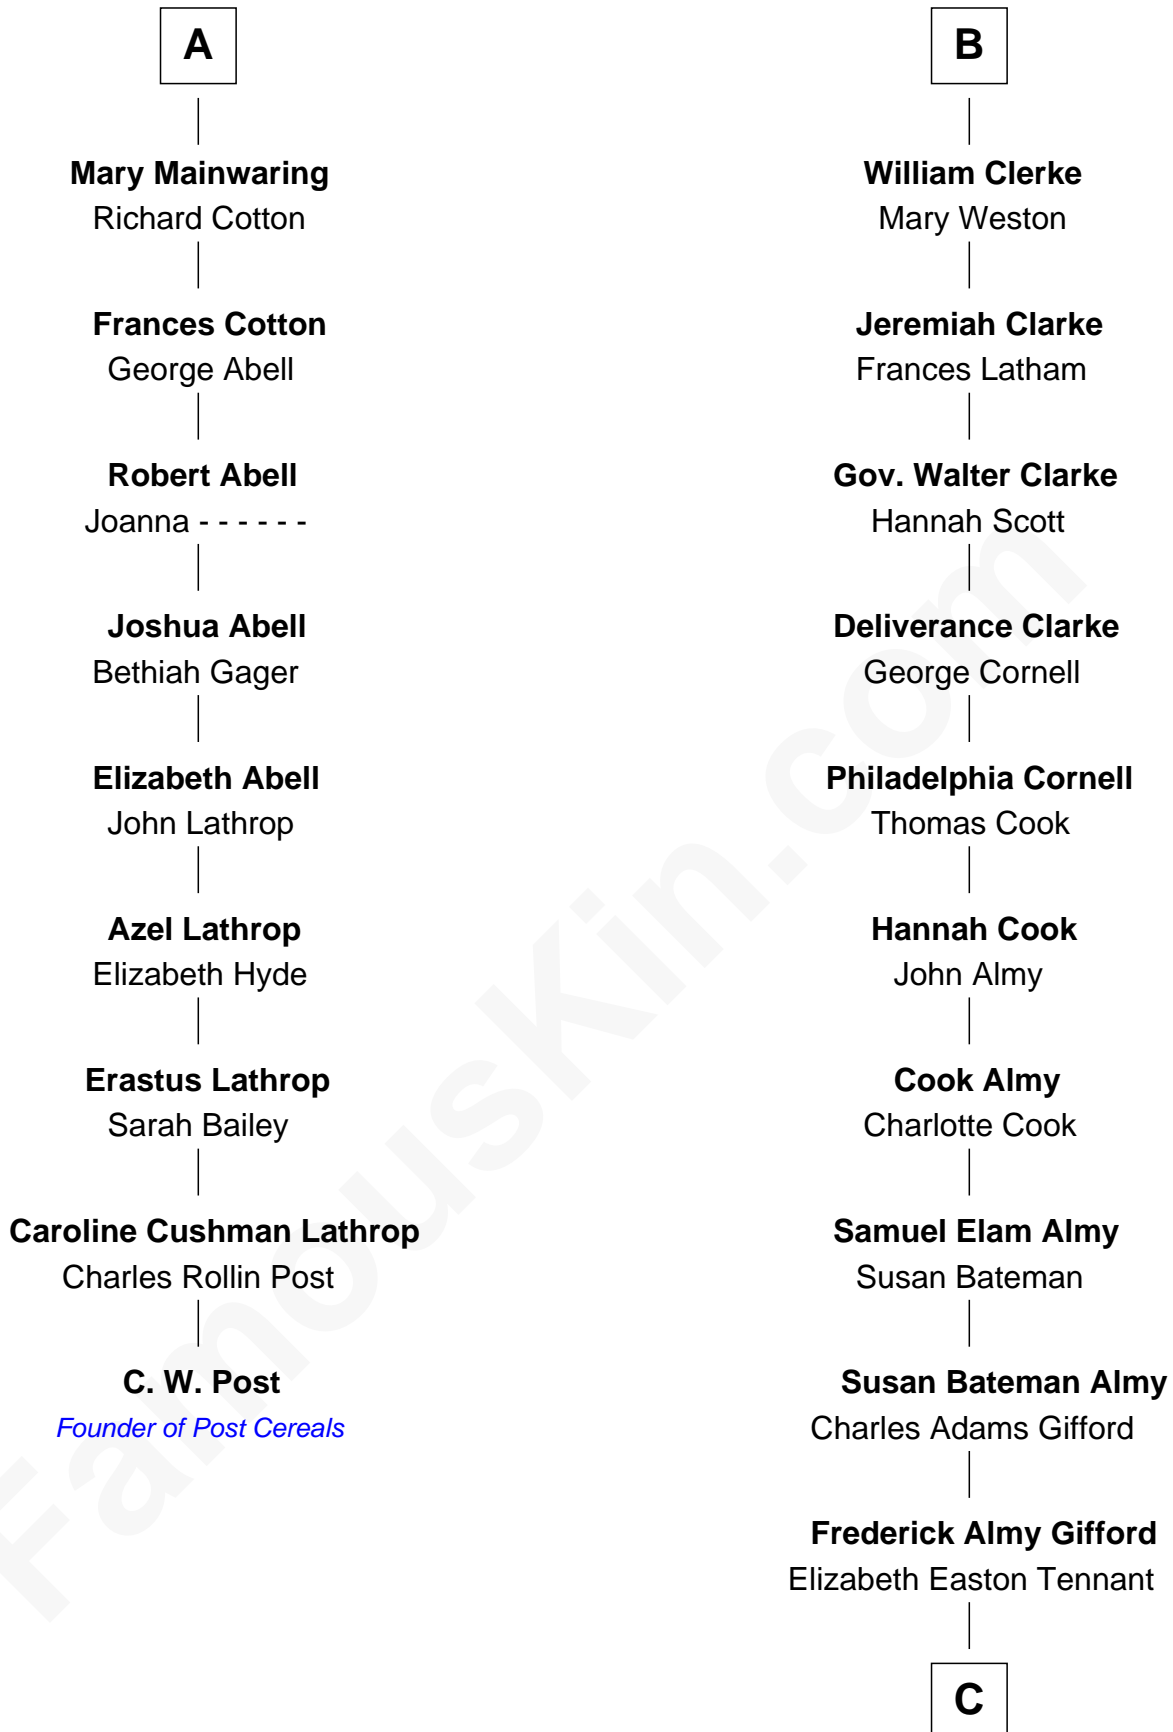 A
Mary Mainwaring
Richard Cotton
Frances Cotton
George Abell
Robert Abell
Joanna - - - - - -
Joshua Abell
Bethiah Gager
Elizabeth Abell
John Lathrop
Azel Lathrop
Elizabeth Hyde
Erastus Lathrop
Sarah Bailey
Caroline Cushman Lathrop
Charles Rollin Post
C. W. Post
Founder of Post Cereals
B
William Clerke
Mary Weston
Jeremiah Clarke
Frances Latham
Gov. Walter Clarke
Hannah Scott
Deliverance Clarke
George Cornell
Philadelphia Cornell
Thomas Cook
Hannah Cook
John Almy
Cook Almy
Charlotte Cook
Samuel Elam Almy
Susan Bateman
Susan Bateman Almy
Charles Adams Gifford
Frederick Almy Gifford
Elizabeth Easton Tennant
C
FamousKin.com